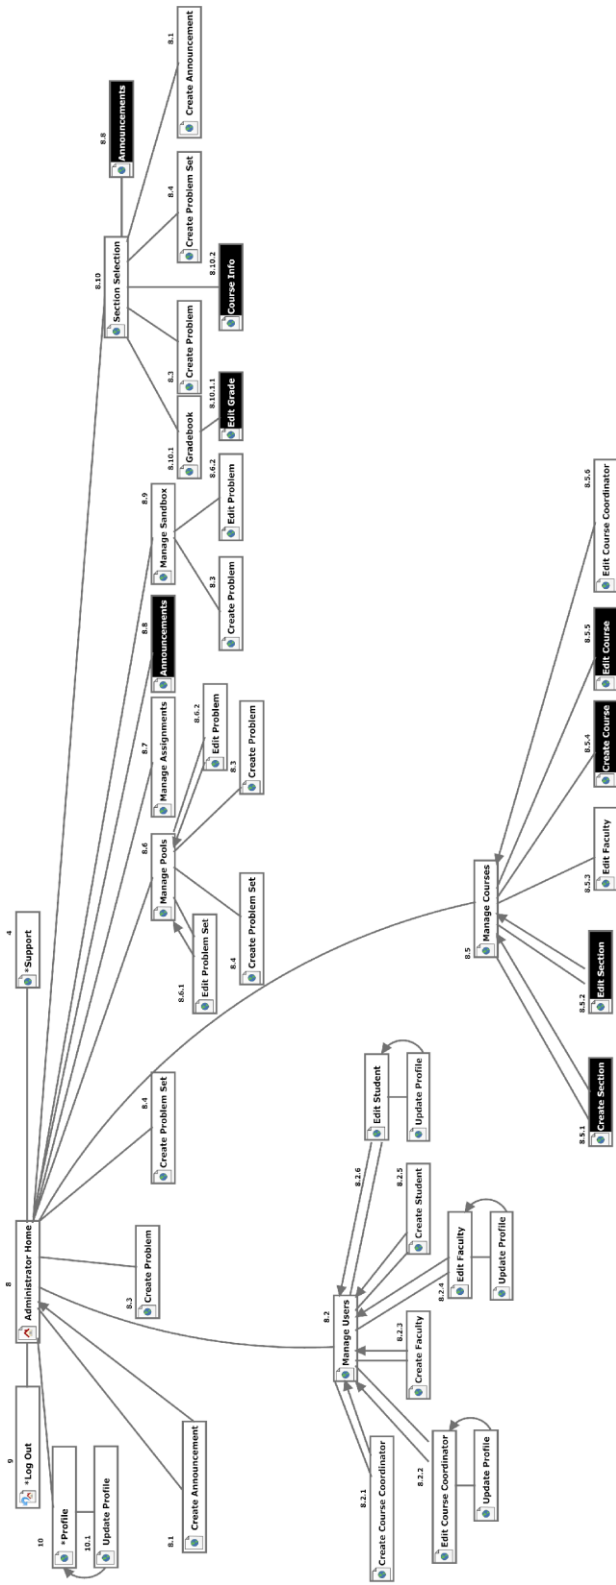 9
*Log Out
8
Administrator Home
4
*Support
10
*Profile
10.1
Update Profile
8.1
Create Announcement
8.3
Create Problem
8.4
Create Problem Set
8.6
Manage Pools
8.6.1
Edit Problem Set
8.4
Create Problem Set
8.6.2
Edit Problem
8.3
Create Problem
8.7
Manage Assignments
8.8
Announcements
8.9
Manage Sandbox
8.3
Create Problem
8.6.2
Edit Problem
8.10
Section Selection
8.8
Announcements
8.10.1
Gradebook
8.10.1.1
Edit Grade
8.3
Create Problem
8.10.2
Course Info
8.4
Create Problem Set
8.1
Create Announcement
8.2
Manage Users
8.2.1
Create Course Coordinator
8.2.2
Edit Course Coordinator
Update Profile
8.2.3
Create Faculty
8.2.4
Edit Faculty
Update Profile
8.2.5
Create Student
8.2.6
Edit Student
Update Profile
8.5
Manage Courses
8.5.1
Create Section
8.5.2
Edit Section
8.5.3
Edit Faculty
8.5.4
Create Course
8.5.5
Edit Course
8.5.6
Edit Course Coordinator